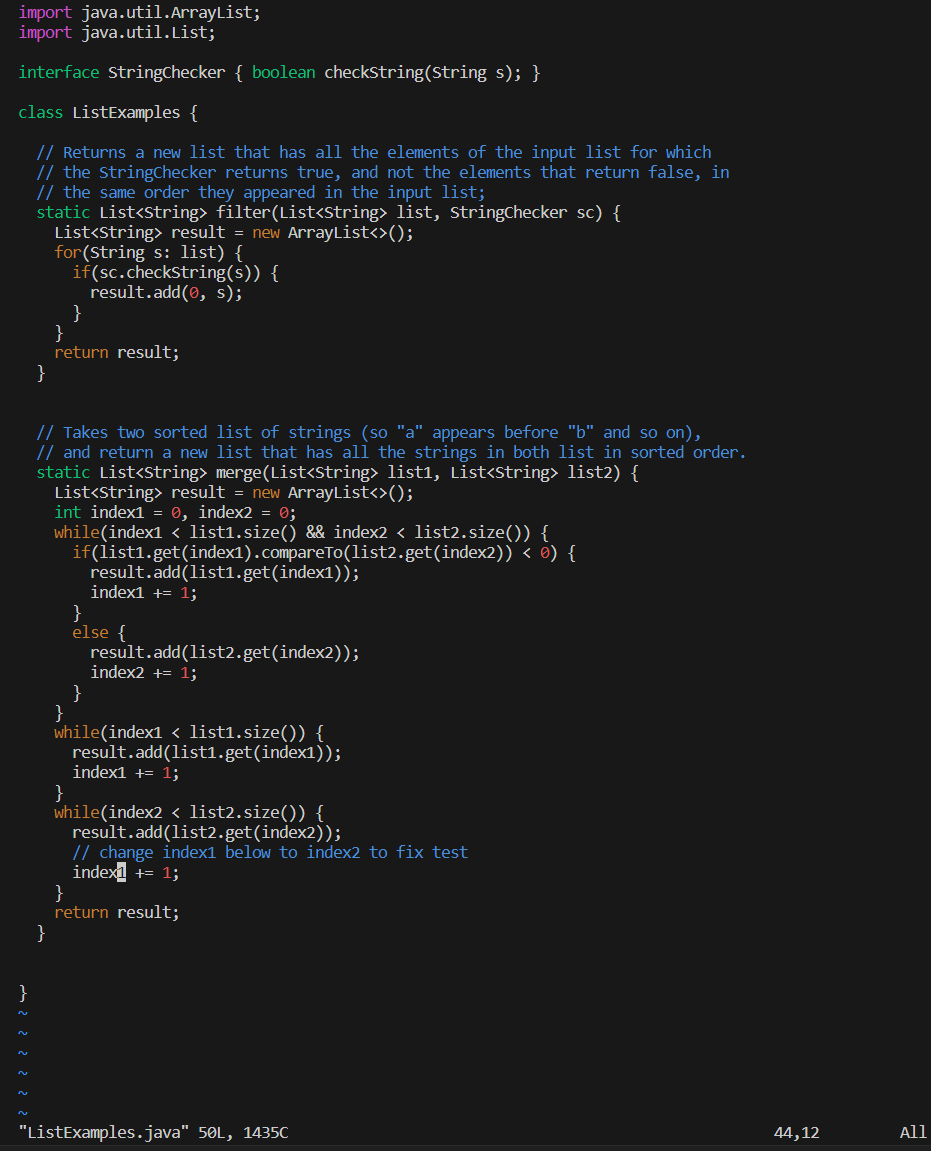 import java.util.ArrayList;
import java.util.List;

interface StringChecker { boolean checkString(String s); }

class ListExamples {

  // Returns a new list that has all the elements of the input list for which
  // the StringChecker returns true, and not the elements that return false, in
  // the same order they appeared in the input list;
  static List<String> filter(List<String> list, StringChecker sc) {
    List<String> result = new ArrayList<>();
    for(String s: list) {
      if(sc.checkString(s)) {
        result.add(0, s);
      }
    }
    return result;
  }


  // Takes two sorted list of strings (so "a" appears before "b" and so on),
  // and return a new list that has all the strings in both list in sorted order.
  static List<String> merge(List<String> list1, List<String> list2) {
    List<String> result = new ArrayList<>();
    int index1 = 0, index2 = 0;
    while(index1 < list1.size() && index2 < list2.size()) {
      if(list1.get(index1).compareTo(list2.get(index2)) < 0) {
        result.add(list1.get(index1));
        index1 += 1;
      }
      else {
        result.add(list2.get(index2));
        index2 += 1;
      }
    }
    while(index1 < list1.size()) {
      result.add(list1.get(index1));
      index1 += 1;
    }
    while(index2 < list2.size()) {
      result.add(list2.get(index2));
      // change index1 below to index2 to fix test
      index1 += 1;
    }
    return result;
  }


}
~
~
~
~
~
~
"ListExamples.java" 50L, 1435C 44,12 All